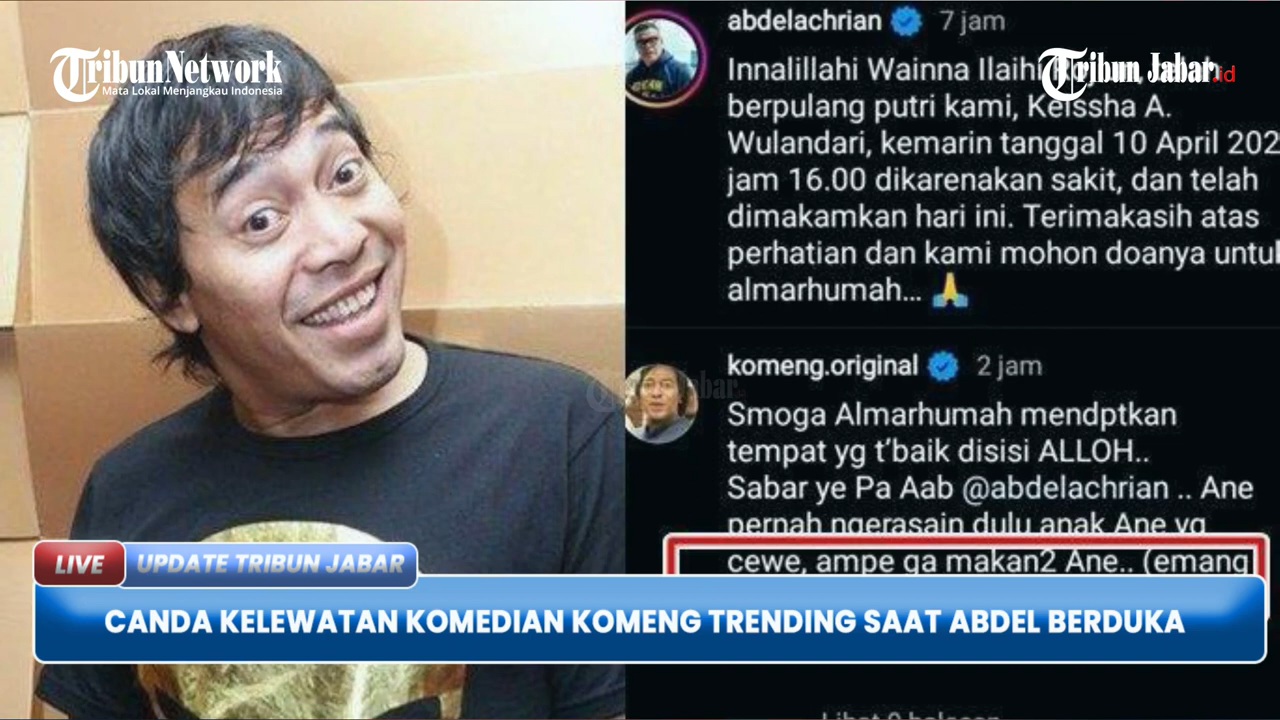 TribunNetwork
Mata Lokal Menjangkau Indonesia
Tribun Jabar.id
abdelachrian 7 jam
Innalillahi Wainna Ilaihi
berpulang putri kami, Keissha A.
Wulandari, kemarin tanggal 10 April 202
jam 16.00 dikarenakan sakit, dan telah
dimakamkan hari ini. Terimakasih atas
perhatian dan kami mohon doanya untuk
almarhumah... 🙏
komeng.original 2 jam
Smoga Almarhumah mendptkan
tempat yg t'baik disisi ALLOH..
Sabar ye Pa Aab @abdelachrian .. Ane
pernah ngerasain dulu anak Ane yg
cewe, ampe ga makan2 Ane.. (emang
LIVE UPDATE TRIBUN JABAR
CANDA KELEWATAN KOMEDIAN KOMENG TRENDING SAAT ABDEL BERDUKA